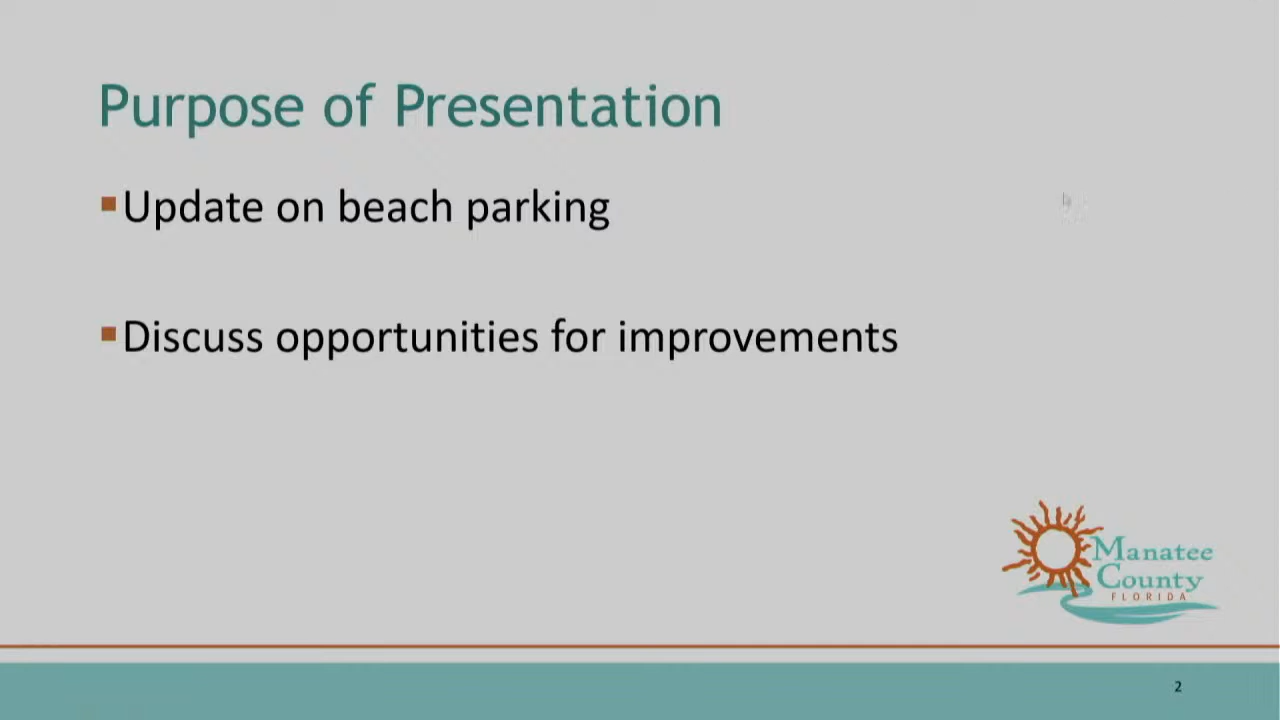 Purpose of Presentation
Update on beach parking
Discuss opportunities for improvements
Manatee
County
FLORIDA
2